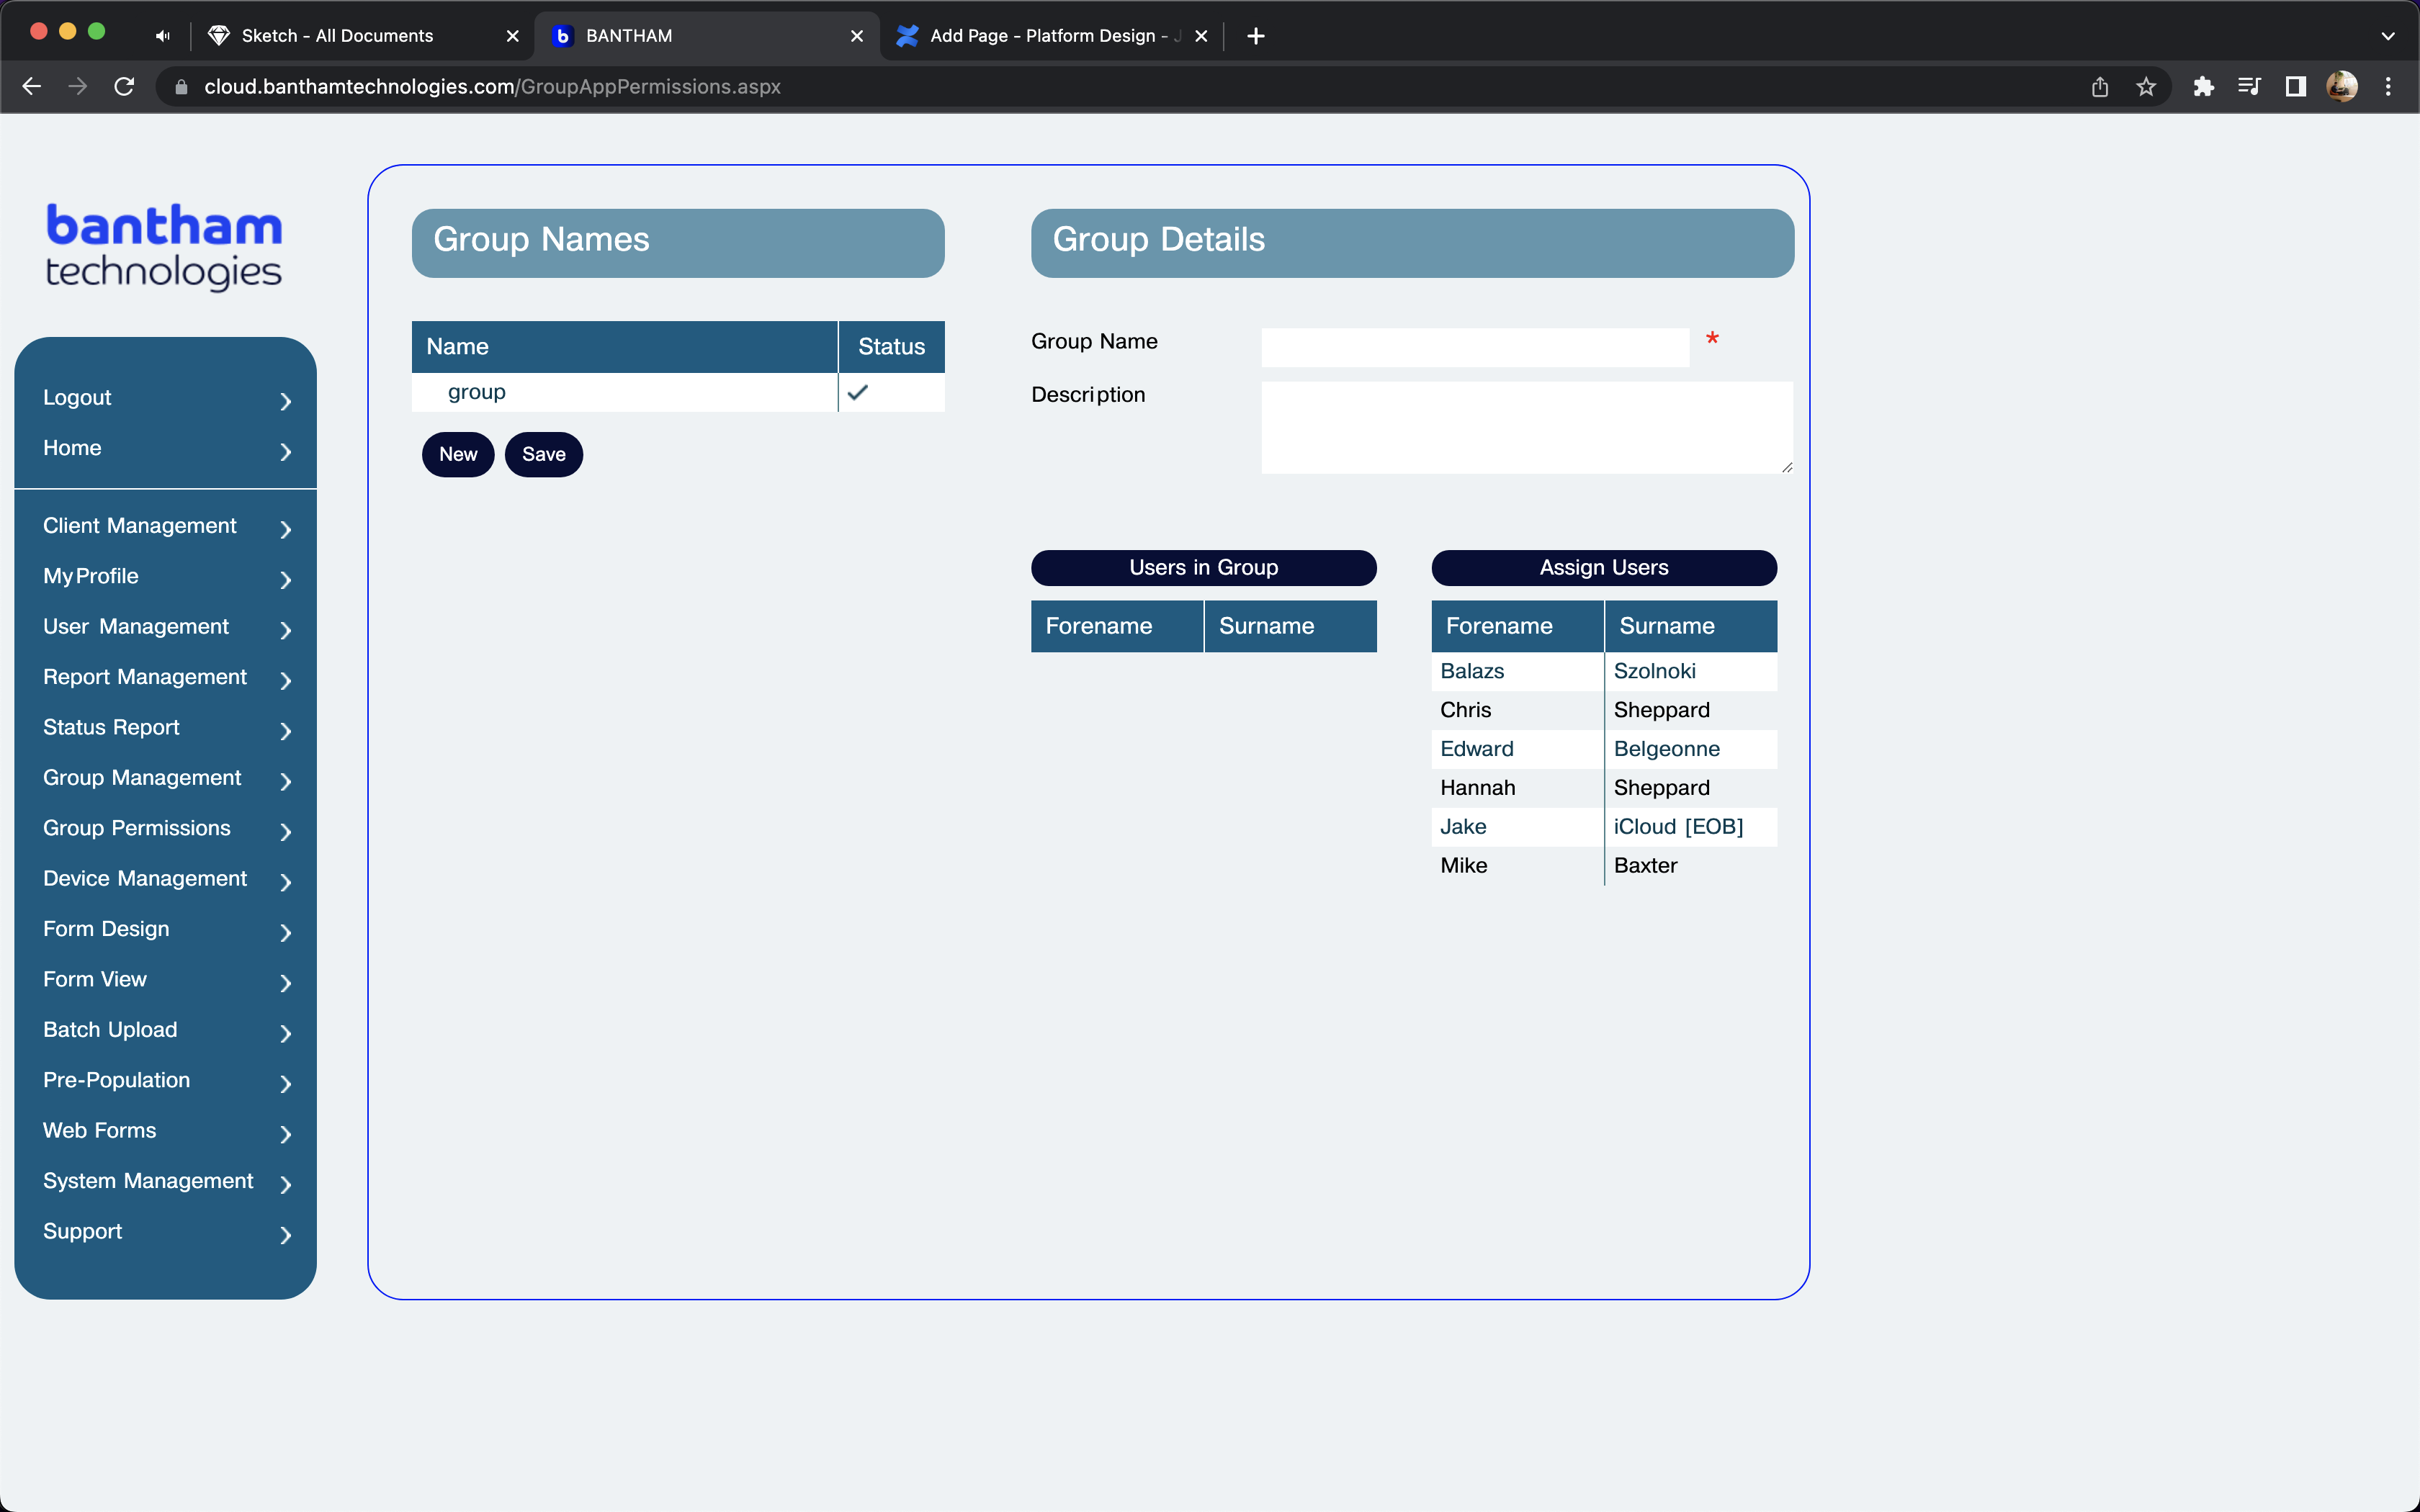 Sketch - All Documents
BANTHAM
Add Page - Platform Design -
cloud.banthamtechnologies.com/GroupAppPermissions.aspx
bantham
technologies
Logout
Home
Client Management
My Profile
User Management
Report Management
Status Report
Group Management
Group Permissions
Device Management
Form Design
Form View
Batch Upload
Pre-Population
Web Forms
System Management
Support
Group Names
Name Status
group
New Save
Group Details
Group Name *
Description
Users in Group
Forename Surname
Assign Users
Forename Surname
Balazs Szolnoki
Chris Sheppard
Edward Belgeonne
Hannah Sheppard
Jake iCloud [EOB]
Mike Baxter